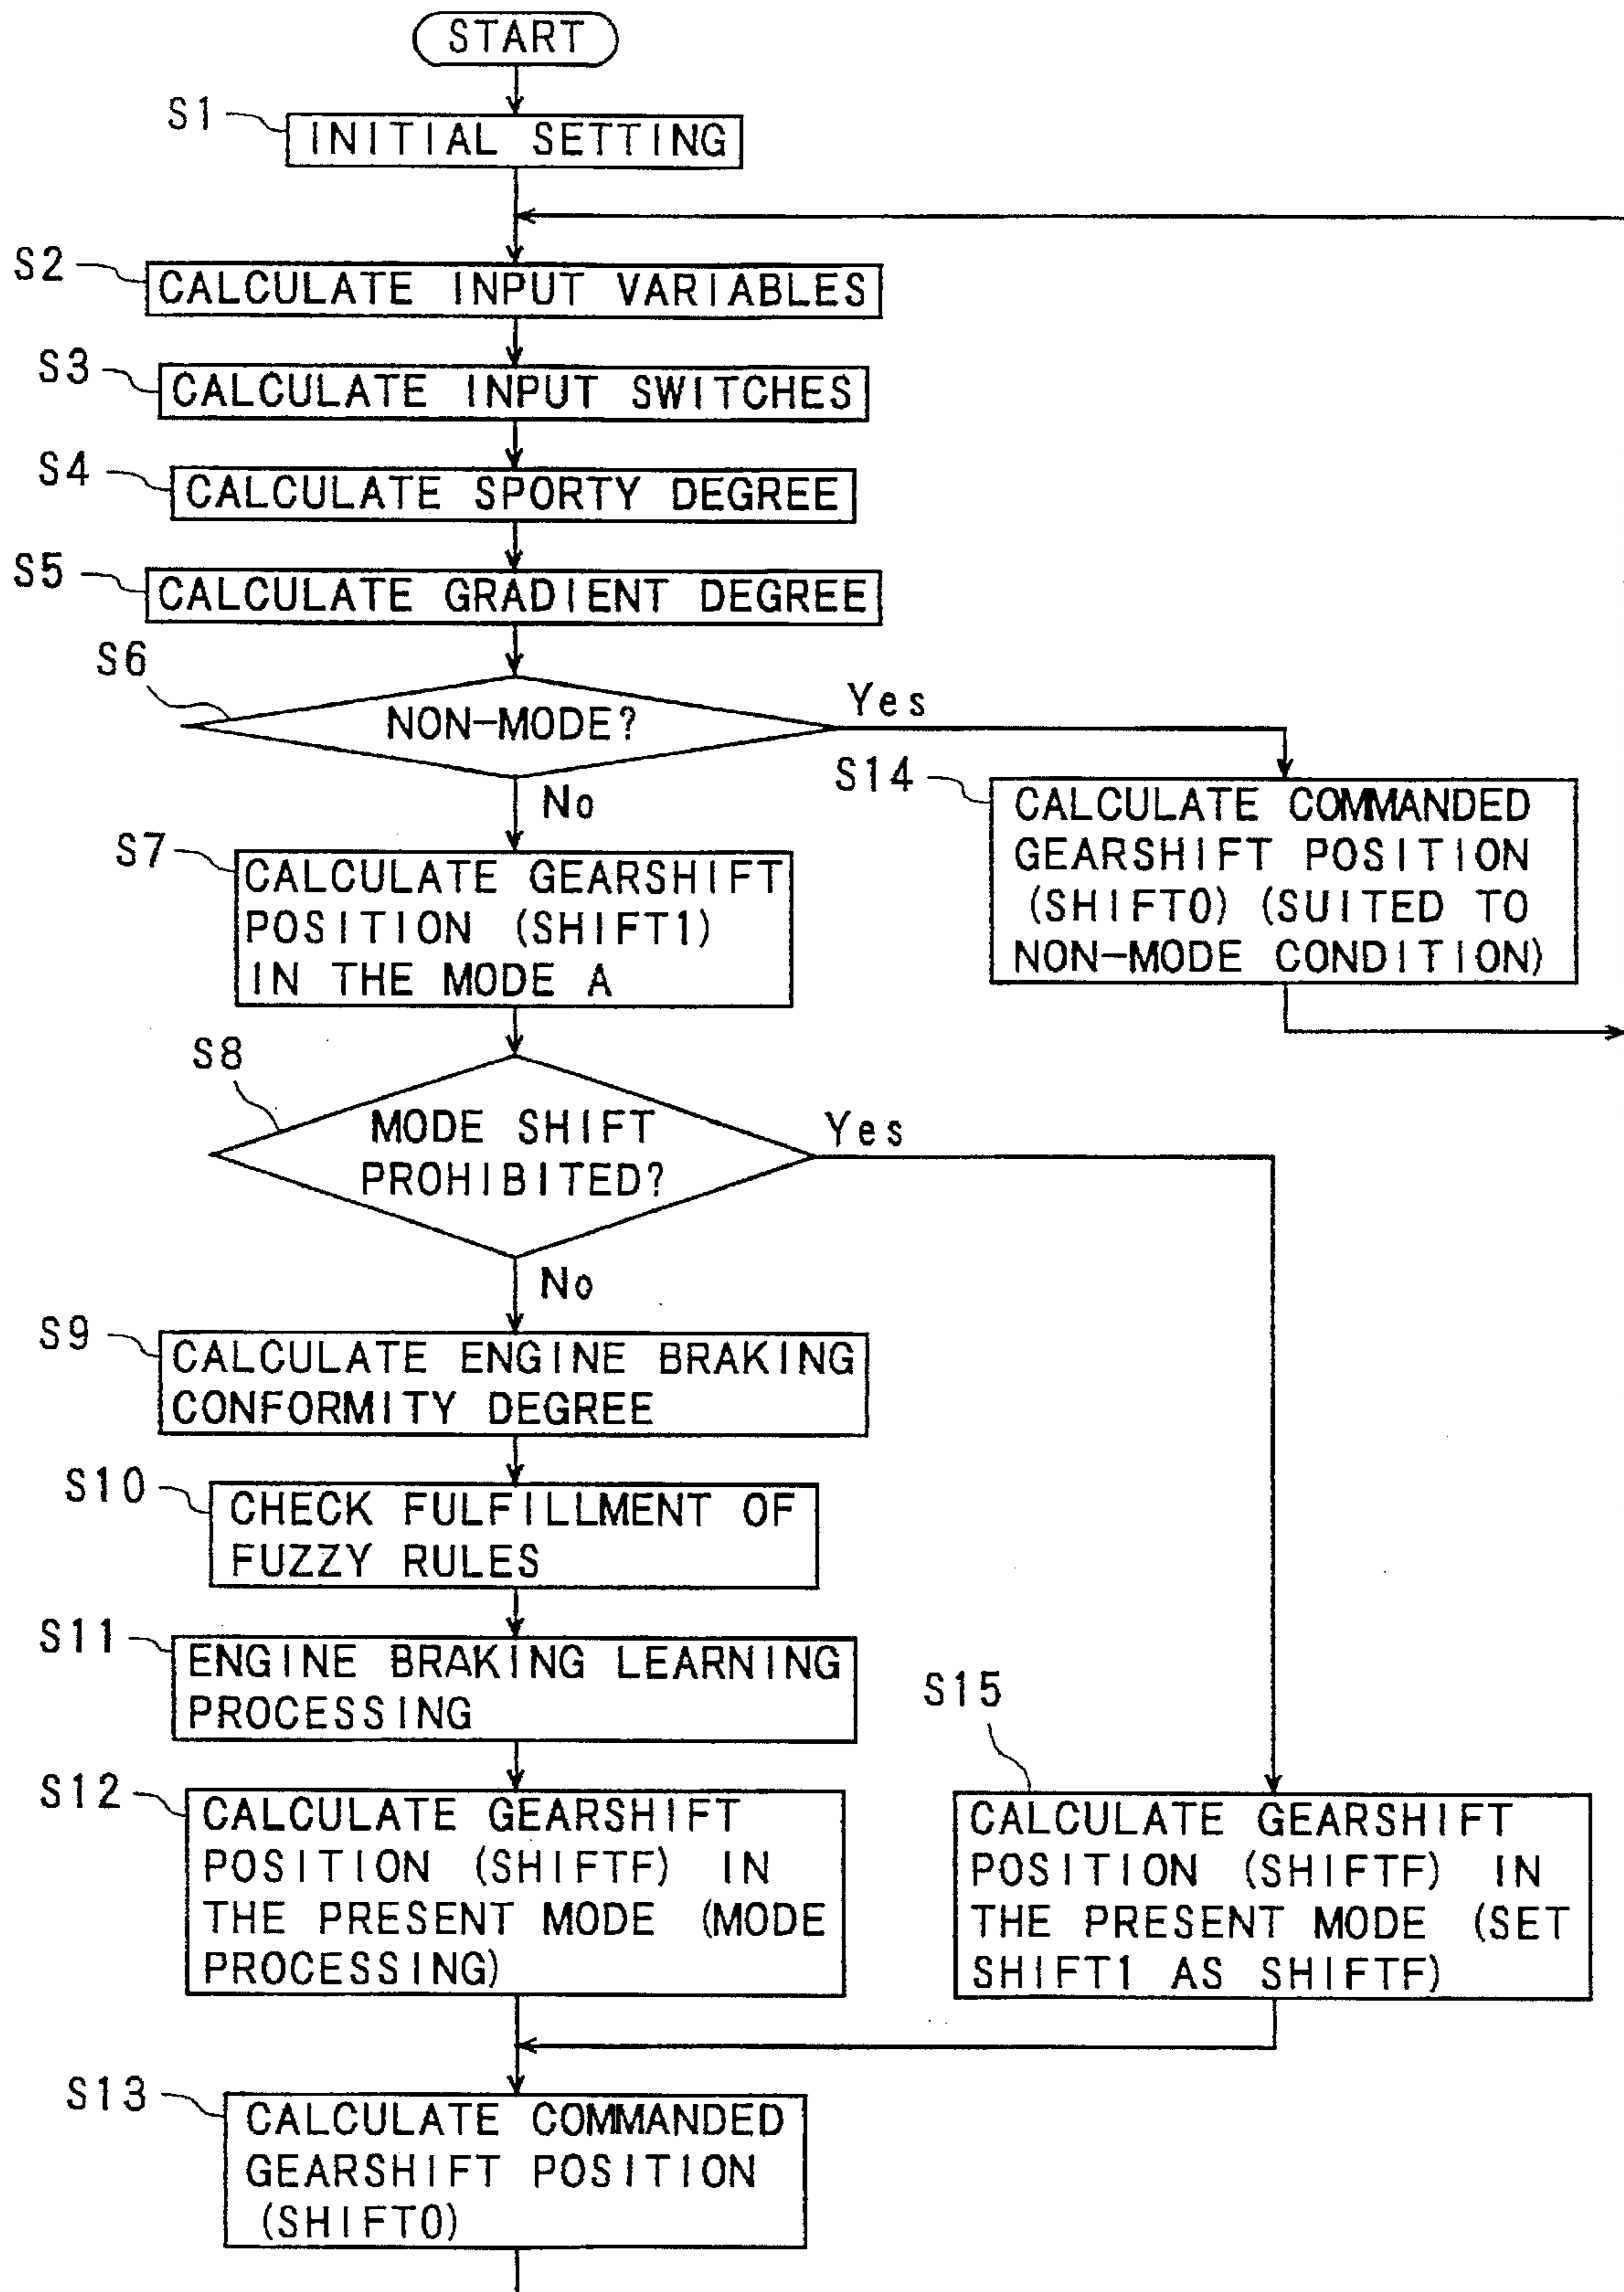 START
S1
INITIAL SETTING
S2
CALCULATE INPUT VARIABLES
S3
CALCULATE INPUT SWITCHES
S4
CALCULATE SPORTY DEGREE
S5
CALCULATE GRADIENT DEGREE
S6
NON-MODE?
Yes
No
S14
CALCULATE COMMANDED
GEARSHIFT POSITION
(SHIFT0) (SUITED TO
NON-MODE CONDITION)
S7
CALCULATE GEARSHIFT
POSITION (SHIFT1)
IN THE MODE A
S8
MODE SHIFT
PROHIBITED?
Yes
No
S9
CALCULATE ENGINE BRAKING
CONFORMITY DEGREE
S10
CHECK FULFILLMENT OF
FUZZY RULES
S11
ENGINE BRAKING LEARNING
PROCESSING
S12
CALCULATE GEARSHIFT
POSITION (SHIFTF) IN
THE PRESENT MODE (MODE
PROCESSING)
S15
CALCULATE GEARSHIFT
POSITION (SHIFTF) IN
THE PRESENT MODE (SET
SHIFT1 AS SHIFTF)
S13
CALCULATE COMMANDED
GEARSHIFT POSITION
(SHIFT0)